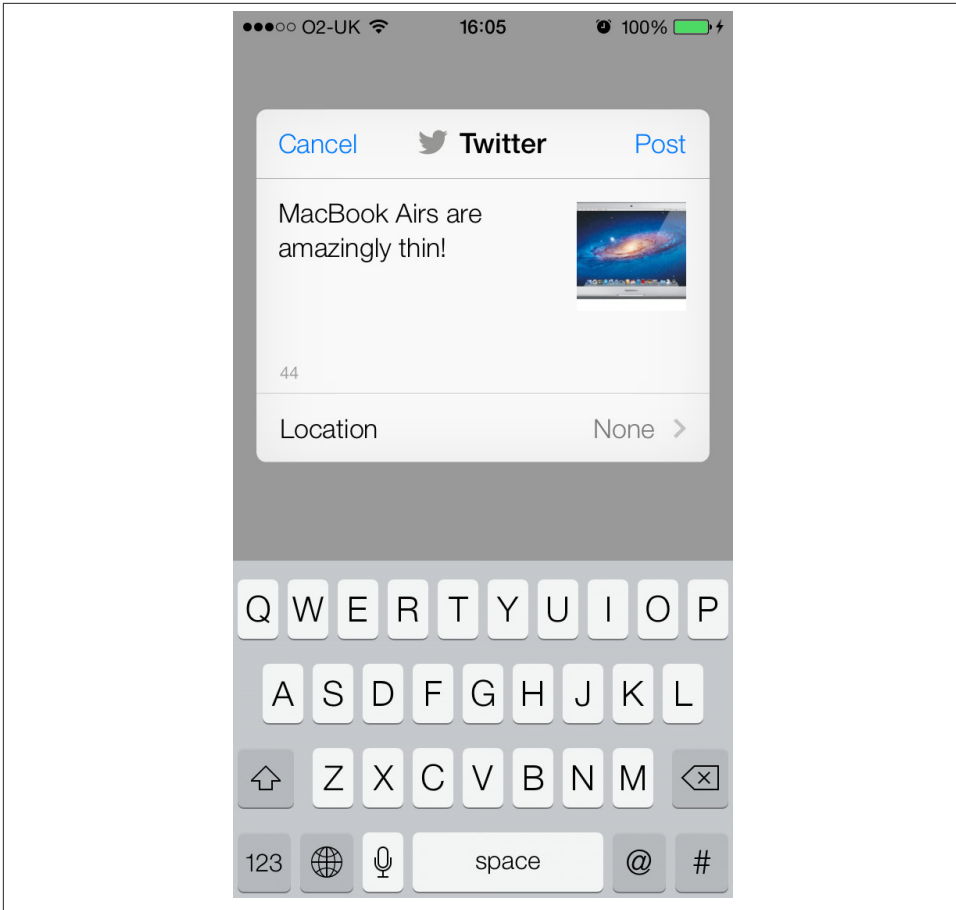 O2-UK 16:05 100%
Cancel Twitter Post
MacBook Airs are
amazingly thin!
44
Location None
Q W E R T Y U I O P
A S D F G H J K L
Z X C V B N M
123 space @ #